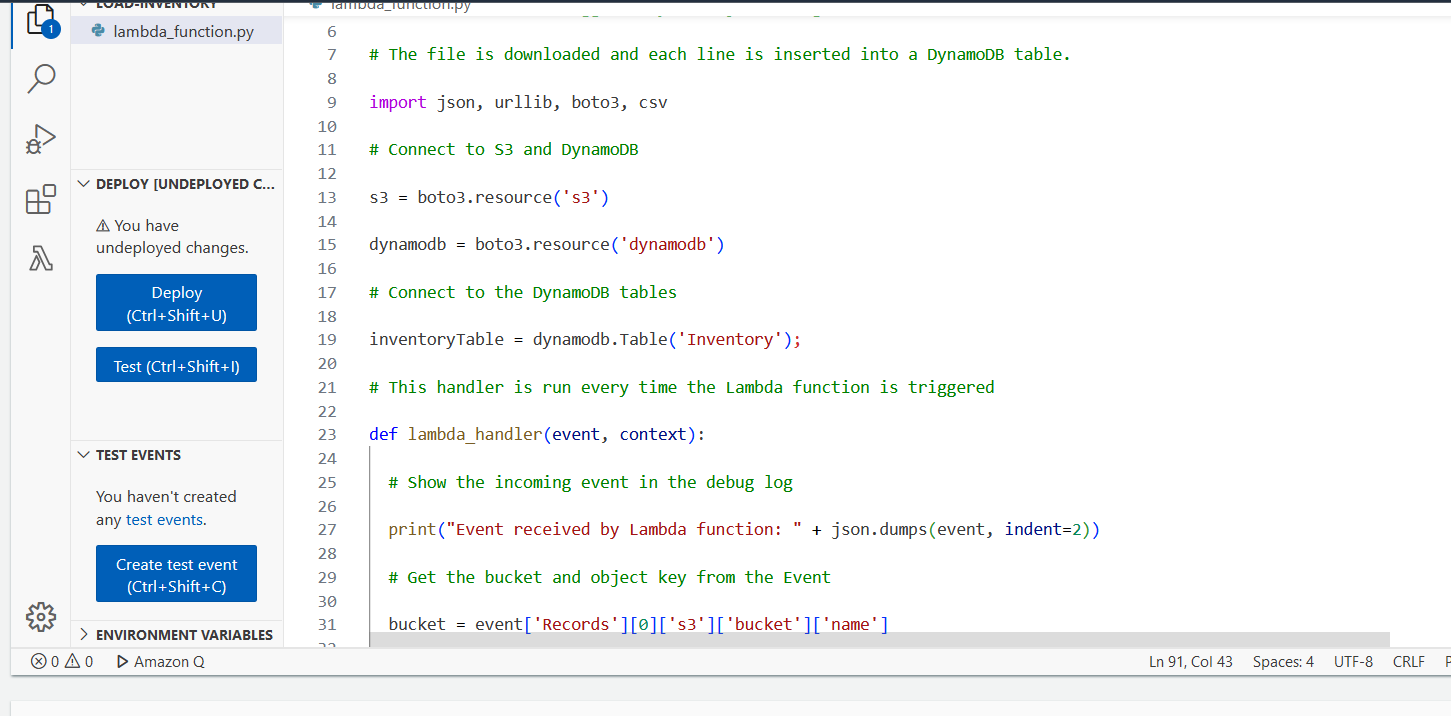 LOAD-INVENTORY
lambda_function.py
1
lambda_function.py
DEPLOY [UNDEPLOYED C...
You have
undeployed changes.
Deploy
(Ctrl+Shift+U)
Test (Ctrl+Shift+I)
TEST EVENTS
You haven't created
any test events.
Create test event
(Ctrl+Shift+C)
ENVIRONMENT VARIABLES
6
7 # The file is downloaded and each line is inserted into a DynamoDB table.
8
9 import json, urllib, boto3, csv
10
11 # Connect to S3 and DynamoDB
12
13 s3 = boto3.resource('s3')
14
15 dynamodb = boto3.resource('dynamodb')
16
17 # Connect to the DynamoDB tables
18
19 inventoryTable = dynamodb.Table('Inventory');
20
21 # This handler is run every time the Lambda function is triggered
22
23 def lambda_handler(event, context):
24
25 # Show the incoming event in the debug log
26
27 print("Event received by Lambda function: " + json.dumps(event, indent=2))
28
29 # Get the bucket and object key from the Event
30
31 bucket = event['Records'][0]['s3']['bucket']['name']
0 0 Amazon Q Ln 91, Col 43 Spaces: 4 UTF-8 CRLF